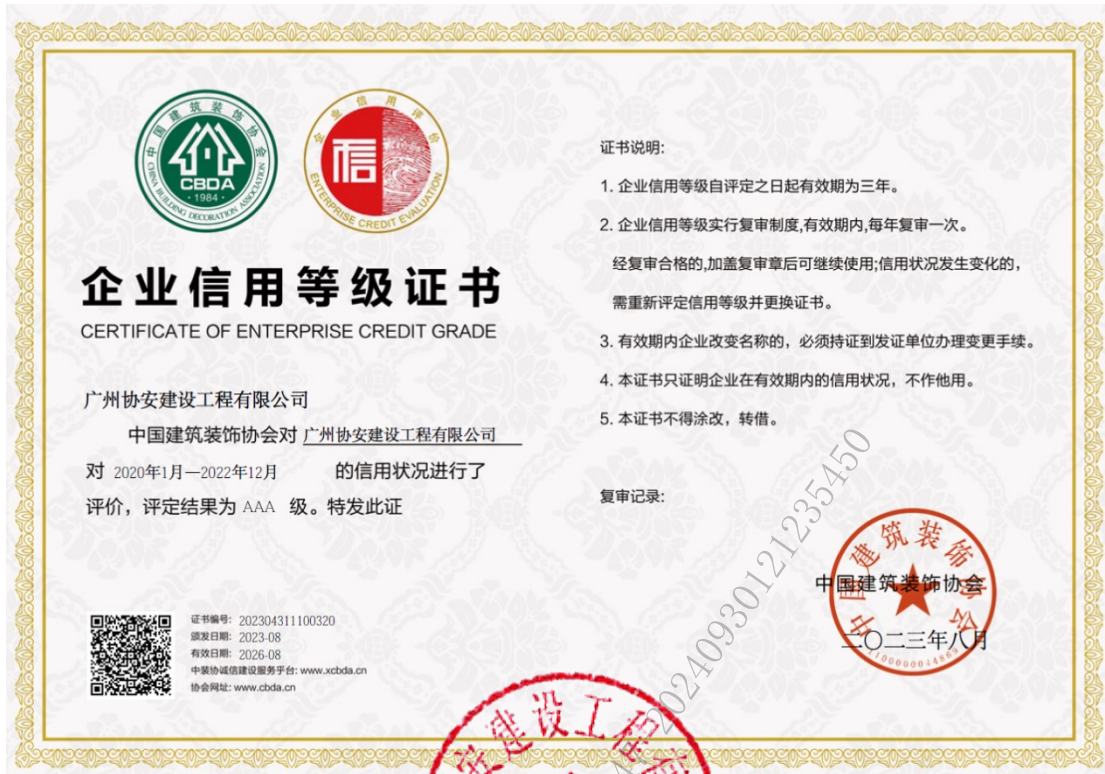 中国建筑装饰协会
CBDA
·1984·
CHINA BUILDING DECORATION ASSOCIATION
企业信用评价
信
ENTERPRISE CREDIT EVALUATION
企业信用等级证书
CERTIFICATE OF ENTERPRISE CREDIT GRADE
广州协安建设工程有限公司
中国建筑装饰协会对 广州协安建设工程有限公司
对 2020年1月—2022年12月 的信用状况进行了
评价，评定结果为 AAA 级。特发此证
证书编号: 202304311100320
颁发日期: 2023-08
有效日期: 2026-08
中装协诚信建设服务平台: www.xcbda.cn
协会网址: www.cbda.cn
证书说明:
1. 企业信用等级自评定之日起有效期为三年。
2. 企业信用等级实行复审制度,有效期内,每年复审一次。
经复审合格的,加盖复审章后可继续使用;信用状况发生变化的，
需重新评定信用等级并更换证书。
3. 有效期内企业改变名称的，必须持证到发证单位办理变更手续。
4. 本证书只证明企业在有效期内的信用状况，不作他用。
5. 本证书不得涂改，转借。
复审记录:
中国建筑装饰协会
二〇二三年八月
中国建筑装饰协会
20240930121235450
安建设工程有